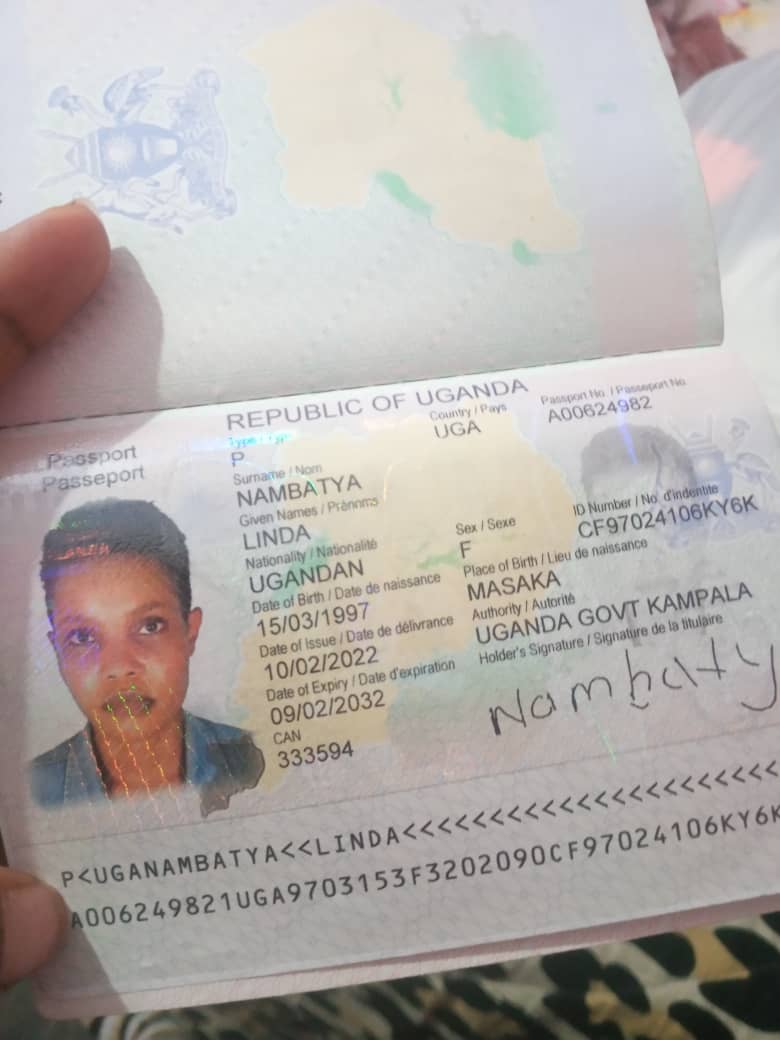 REPUBLIC OF UGANDA
Passport
Passeport
Type / Typ
P
Country / Pays
UGA
Passport No. / Passeport No.
A00624982
Surname / Nom
NAMBATYA
Given Names / Prénoms
LINDA
Nationality / Nationalité
UGANDAN
Sex / Sexe
F
ID Number / No. d'indentite
CF97024106KY6K
Date of Birth / Date de naissance
15/03/1997
Place of Birth / Lieu de naissance
MASAKA
Date of Issue / Date de délivrance
10/02/2022
Authority / Autorité
UGANDA GOVT KAMPALA
Date of Expiry / Date d'expiration
09/02/2032
Holder's Signature / Signature de la titulaire
Nambaty
CAN
333594
P<UGANAMBATYA<<LINDA<<<<<<<<<<<<<<<<<<<<<<<
A006249821UGA9703153F3202090CF97024106KY6K